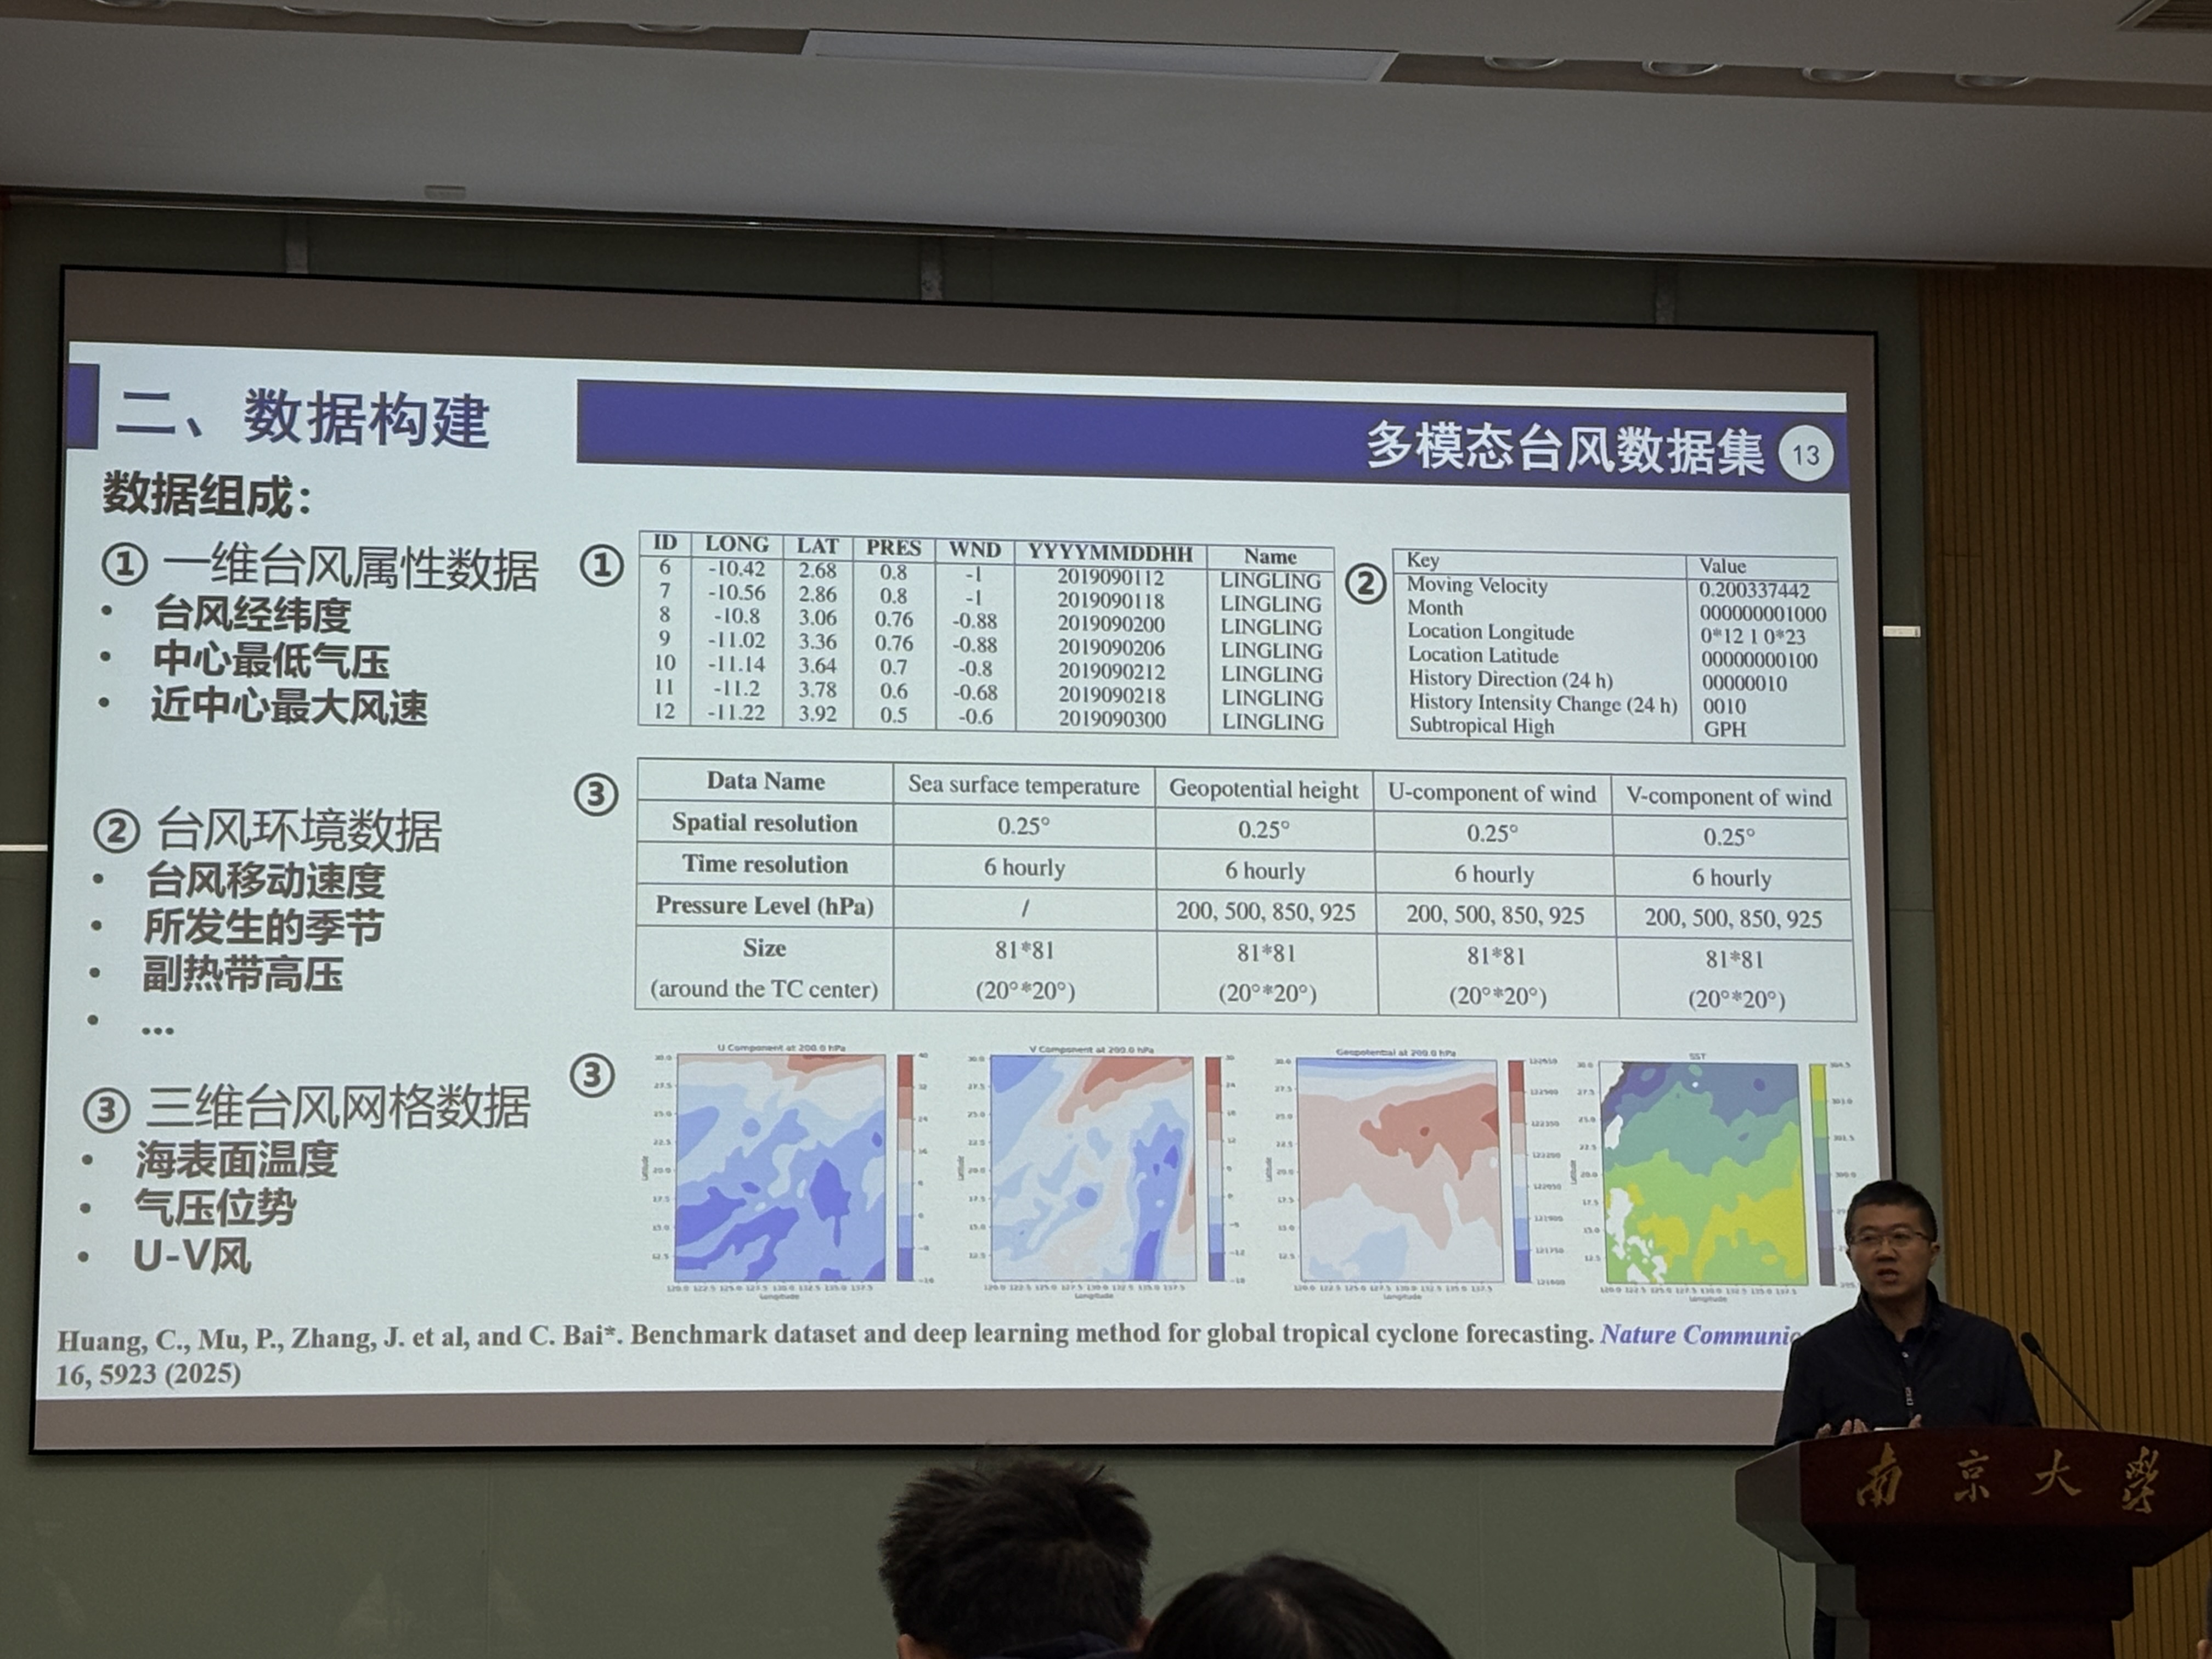 二、数据构建
多模态台风数据集 13
数据组成：
① 一维台风属性数据
• 台风经纬度
• 中心最低气压
• 近中心最大风速
② 台风环境数据
• 台风移动速度
• 所发生的季节
• 副热带高压
• ...
③ 三维台风网格数据
• 海表面温度
• 气压位势
• U-V风
①
ID LONG LAT PRES WND YYYYMMDDHH Name
6 -10.42 2.68 0.8 -1 2019090112 LINGLING
7 -10.56 2.86 0.8 -1 2019090118 LINGLING
8 -10.8 3.06 0.76 -0.88 2019090200 LINGLING
9 -11.02 3.36 0.76 -0.88 2019090206 LINGLING
10 -11.14 3.64 0.7 -0.8 2019090212 LINGLING
11 -11.2 3.78 0.6 -0.68 2019090218 LINGLING
12 -11.22 3.92 0.5 -0.6 2019090300 LINGLING
②
Key Value
Moving Velocity 0.200337442
Month 000000001000
Location Longitude 0*12 1 0*23
Location Latitude 00000000100
History Direction (24 h) 00000010
History Intensity Change (24 h) 0010
Subtropical High GPH
③
Data Name Sea surface temperature Geopotential height U-component of wind V-component of wind
Spatial resolution 0.25° 0.25° 0.25° 0.25°
Time resolution 6 hourly 6 hourly 6 hourly 6 hourly
Pressure Level (hPa) / 200, 500, 850, 925 200, 500, 850, 925 200, 500, 850, 925
Size 81*81 81*81 81*81 81*81
(around the TC center) (20°*20°) (20°*20°) (20°*20°) (20°*20°)
③
U Component at 200.0 hPa
V Component at 200.0 hPa
Geopotential at 200.0 hPa
SST
Latitude
Longitude
Latitude
Longitude
Latitude
Longitude
Latitude
Longitude
Huang, C., Mu, P., Zhang, J. et al, and C. Bai*. Benchmark dataset and deep learning method for global tropical cyclone forecasting. Nature Communic
16, 5923 (2025)
南京大學